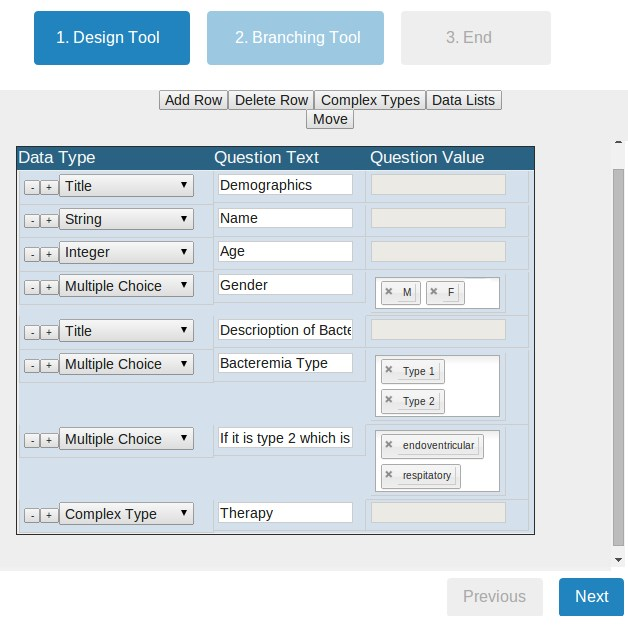 1. Design Tool 2. Branching Tool 3. End
Add Row Delete Row Complex Types Data Lists
Move
Data Type Question Text Question Value
- + Title Demographics
- + String Name
- + Integer Age
- + Multiple Choice Gender × M × F
- + Title Descrioption of Bacte
- + Multiple Choice Bacteremia Type × Type 1
× Type 2
- + Multiple Choice If it is type 2 which is × endoventricular
× respitatory
- + Complex Type Therapy
Previous Next